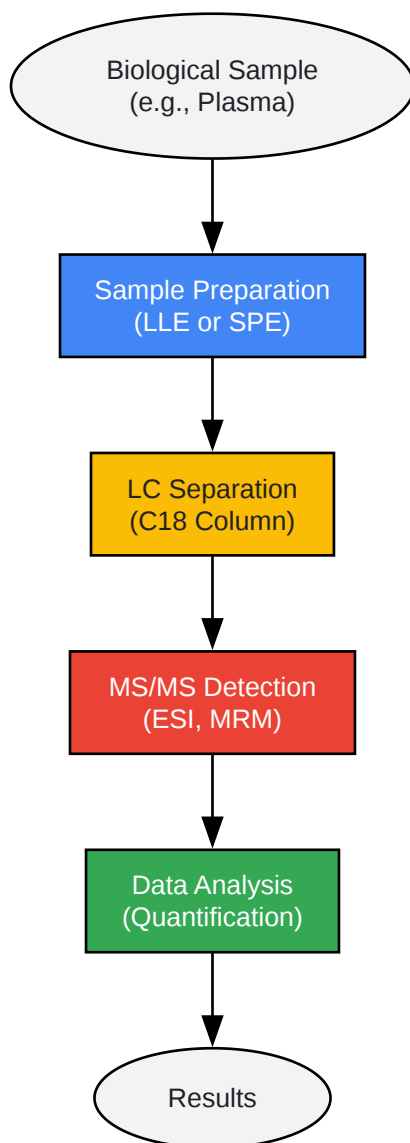 Biological Sample
(e.g., Plasma)
Sample Preparation
(LLE or SPE)
LC Separation
(C18 Column)
MS/MS Detection
(ESI, MRM)
Data Analysis
(Quantification)
Results